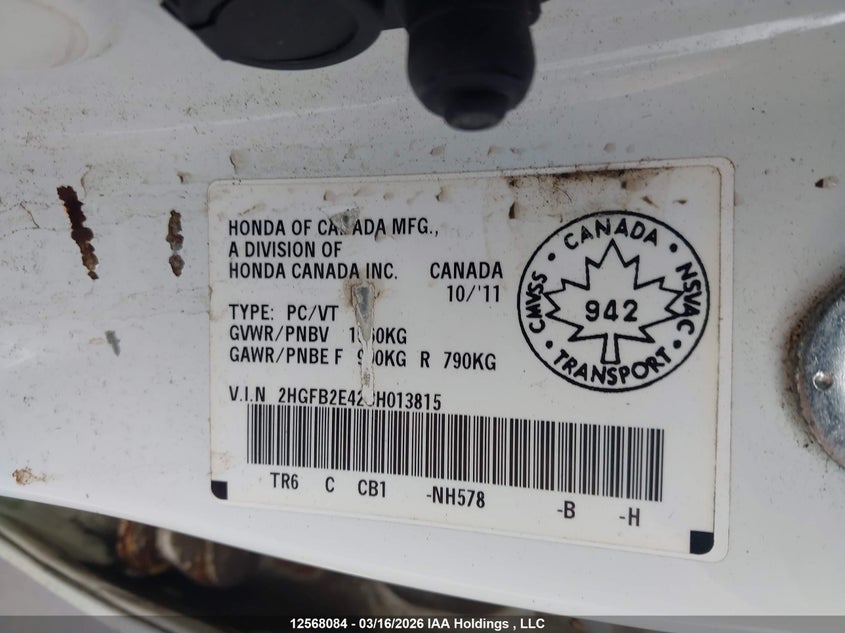 HONDA OF CANADA MFG.,
A DIVISION OF
HONDA CANADA INC. CANADA
10/'11
TYPE: PC/VT
GVWR/PNBV
GAWR/PNBE F R 790KG
V.I.N 2HGFB2E42CH013815
TR6 C CB1 -NH578 -B -H
CANADA
CMVSS • NSVAC
942
TRANSPORT
12568084 - 03/16/2026 IAA Holdings , LLC